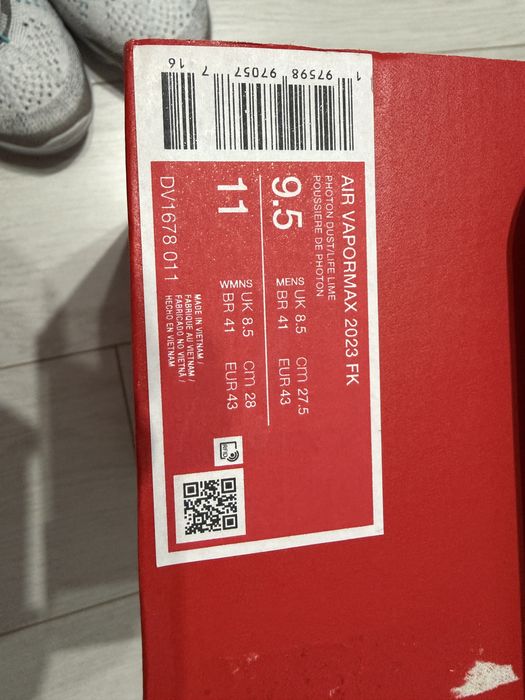 AIR VAPORMAX 2023 FK
PHOTON DUST/LIFE LIME
POUSSIERE DE PHOTON
9.5
MENS UK 8.5 cm 27.5
BR 41 EUR 43
11
WMNS UK 8.5 cm 28
BR 41 EUR 43
MADE IN VIETNAM /
FABRIQUE AU VIETNAM /
FABRICADO NO VIETNÃ /
HECHO EN VIETNAM
DV1678 011
1 97598 97057 7
16